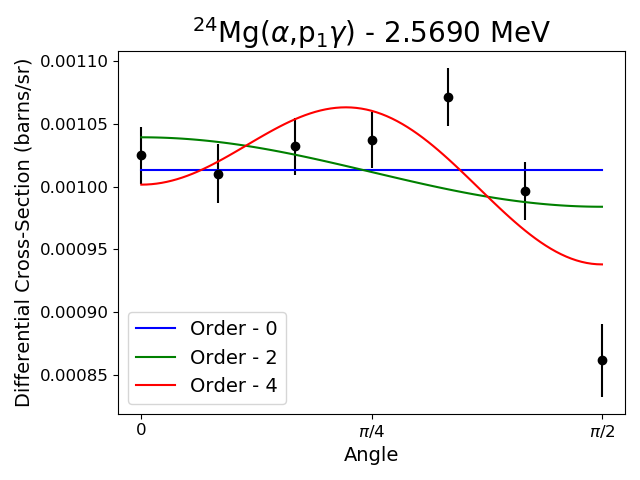 ²⁴Mg(α,p₁γ) - 2.5690 MeV
Differential Cross-Section (barns/sr)
0.00110
0.00105
0.00100
0.00095
0.00090
0.00085
Order - 0
Order - 2
Order - 4
0 π/4 π/2
Angle